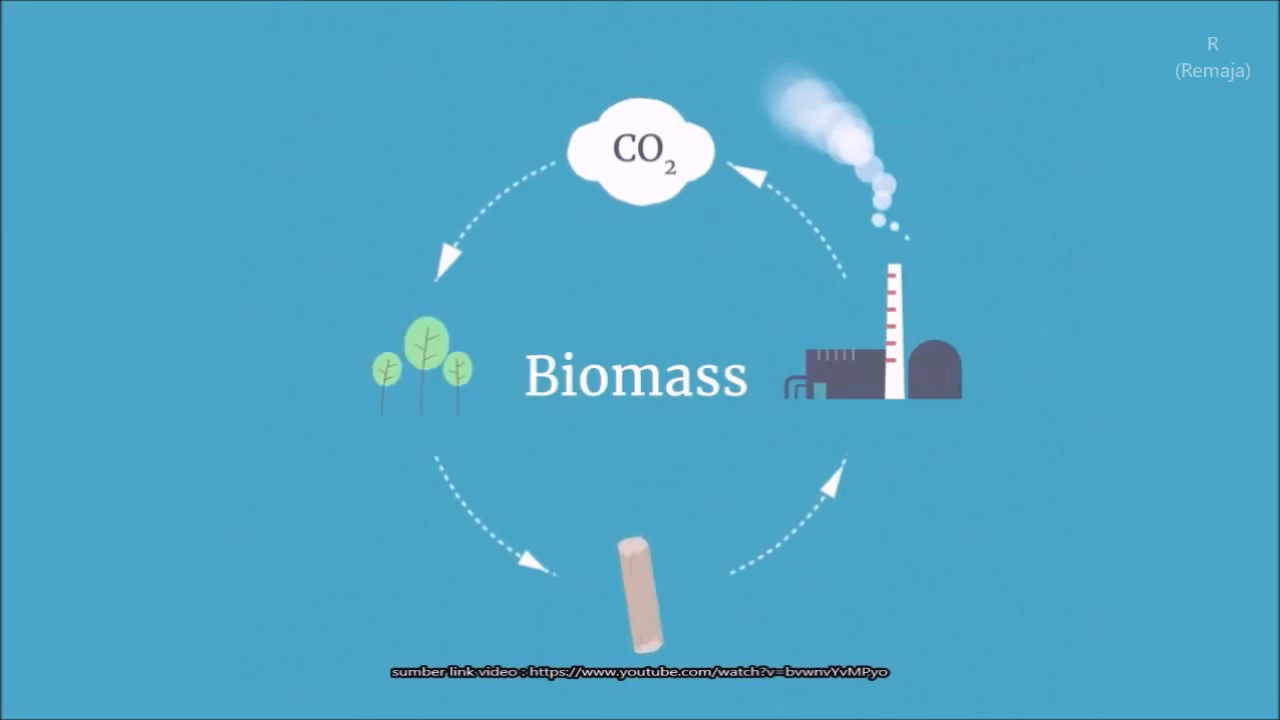 R
(Remaja)
CO₂
Biomass
sumber link video : https://www.youtube.com/watch?v=bvwnvYvMPyo